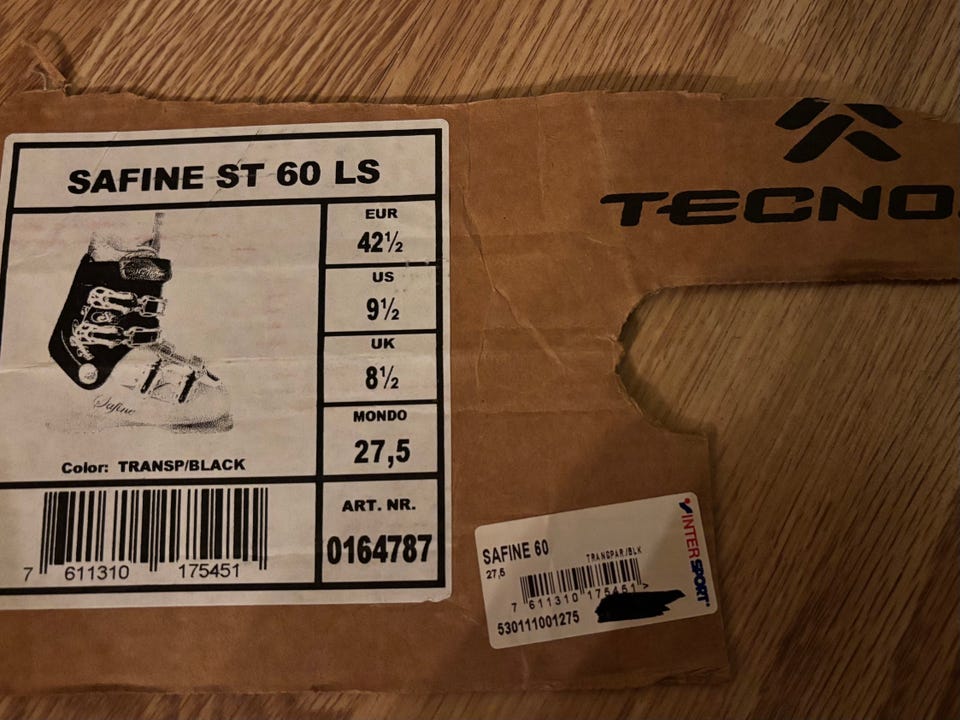 SAFINE ST 60 LS
EUR
42½
US
9½
UK
8½
MONDO
27,5
Safine
Color: TRANSP/BLACK
ART. NR.
0164787
7 611310 175451
TECNO
SAFINE 60
27,5
TRANSPAR./BLK
7 611310 175451 >
530111001275
INTERSPORT